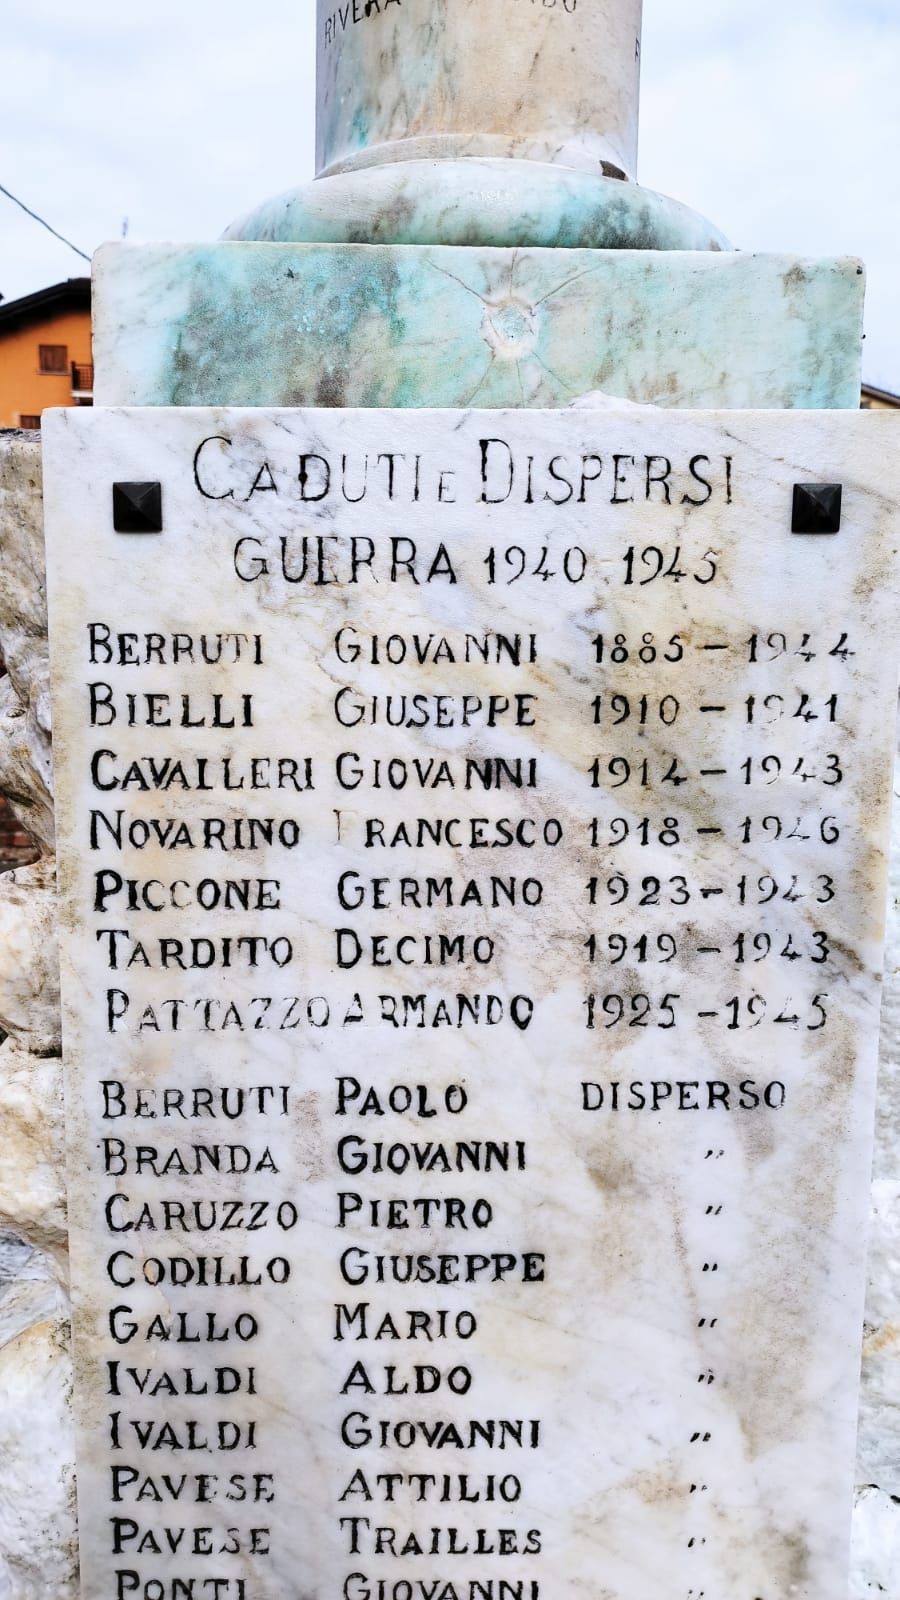 RIVERA
CADUTI E DISPERSI
GUERRA 1940 1945
BERRUTI GIOVANNI 1885 - 1944
BIELLI GIUSEPPE 1910 - 1941
CAVALLERI GIOVANNI 1914 - 1943
NOVARINO FRANCESCO 1918 - 1946
PICCONE GERMANO 1923 - 1943
TARDITO DECIMO 1919 - 1943
PATTAZZO ARMANDO 1925 - 1945
BERRUTI PAOLO DISPERSO
BRANDA GIOVANNI "
CARUZZO PIETRO "
CODILLO GIUSEPPE "
GALLO MARIO "
IVALDI ALDO "
IVALDI GIOVANNI "
PAVESE ATTILIO "
PAVESE TRAILLES "
PONTI GIOVANNI "